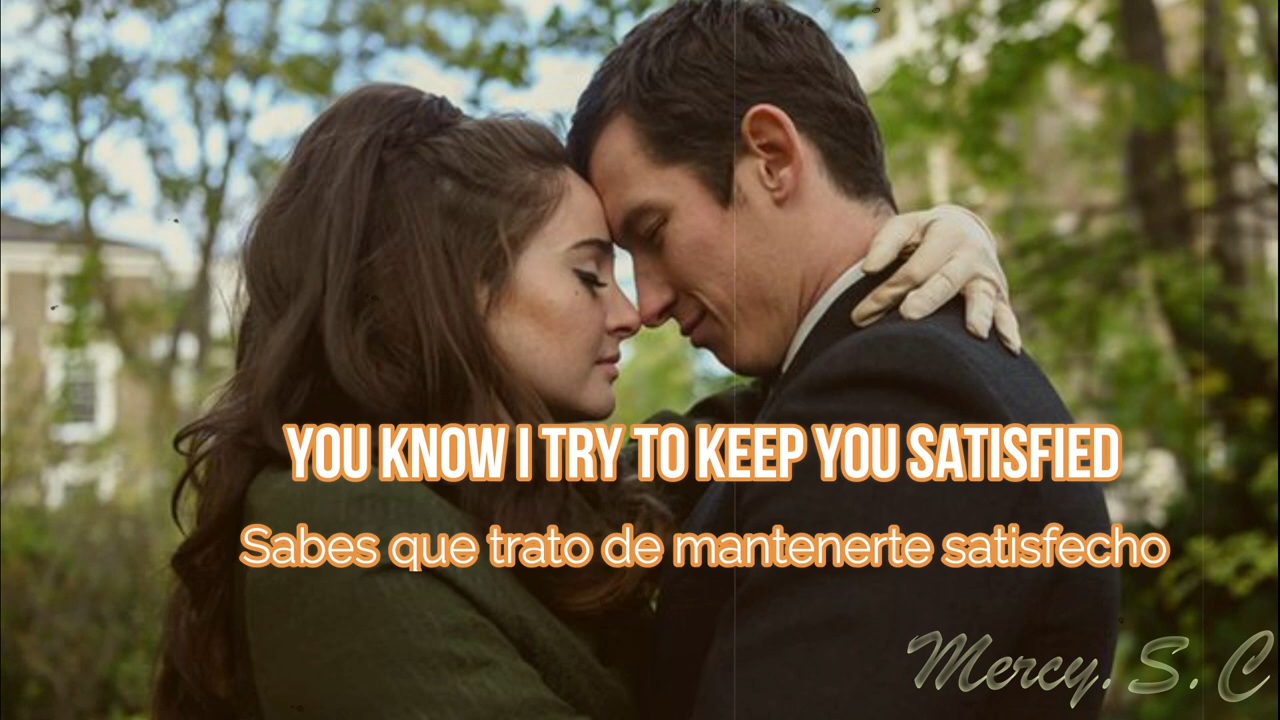 YOU KNOW I TRY TO KEEP YOU SATISFIED
Sabes que trato de mantenerte satisfecho
Mercy. S. C